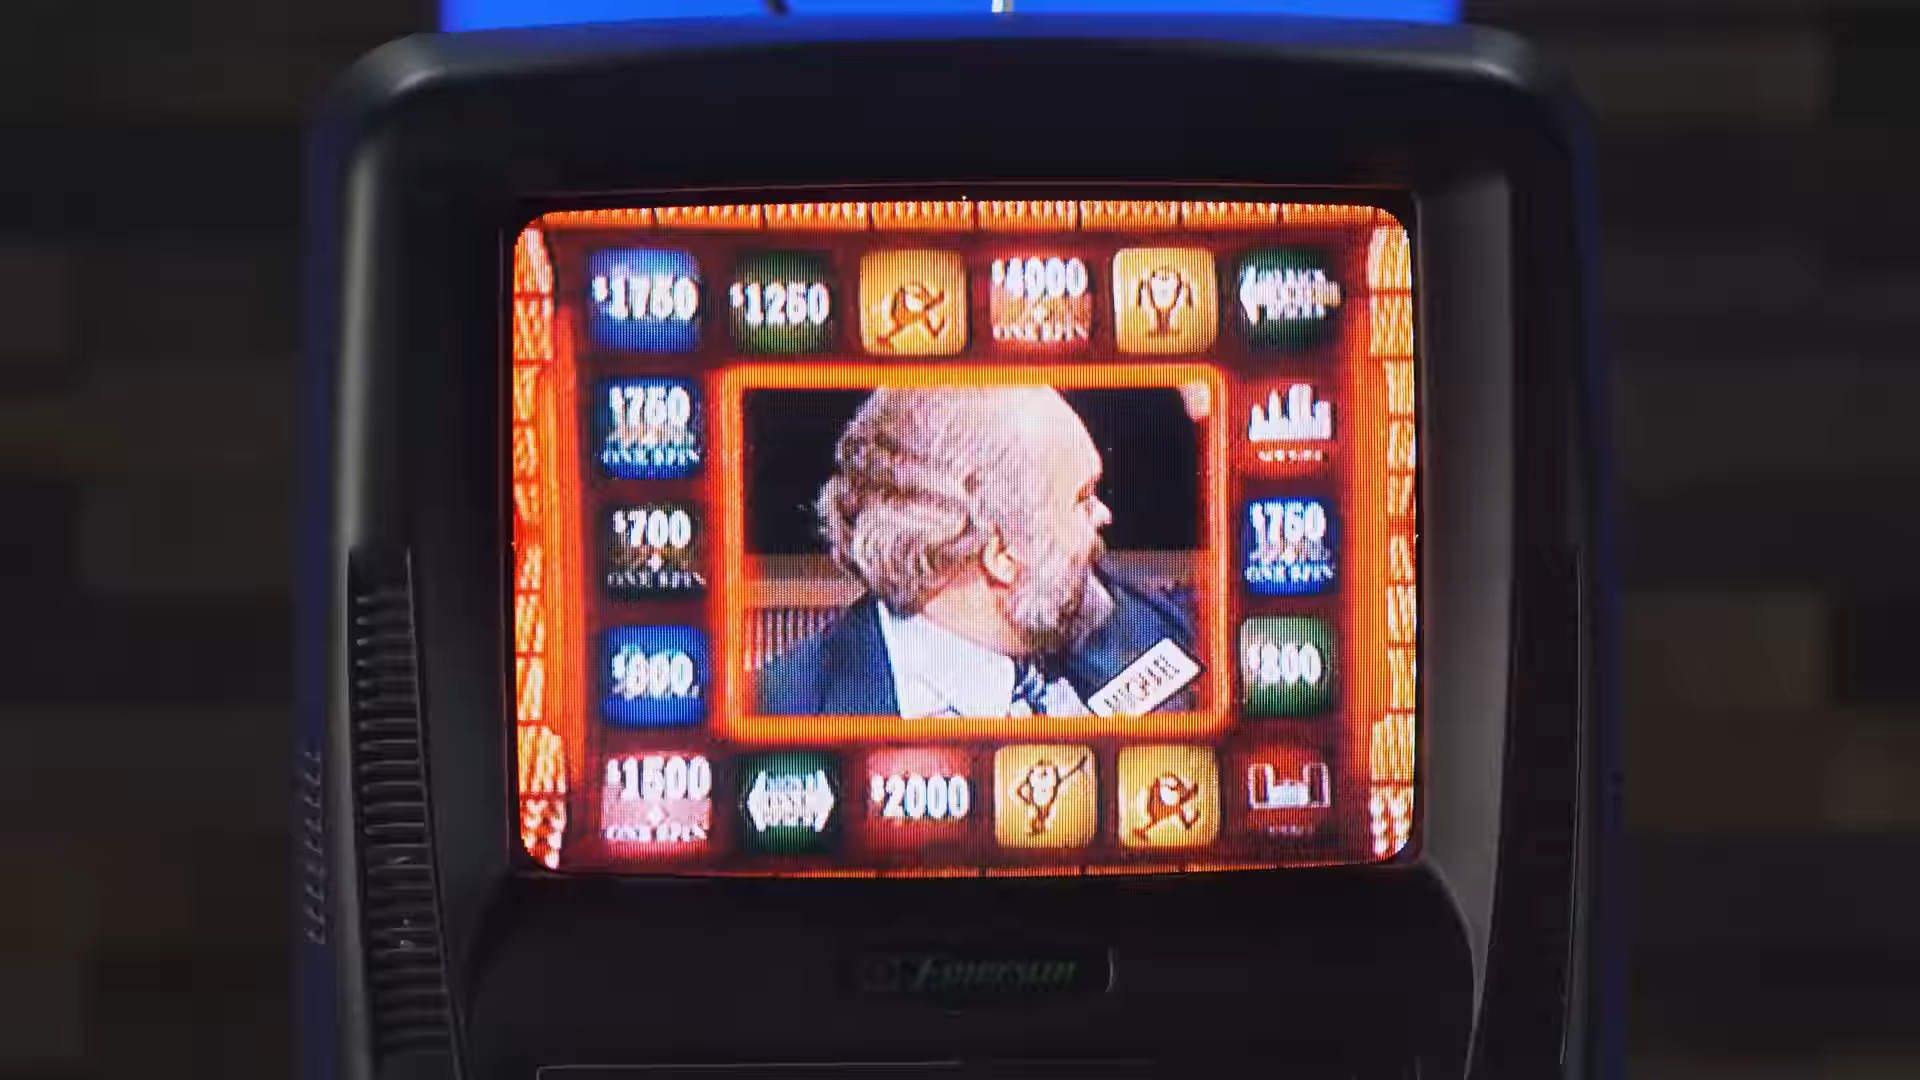 $1750
$1250
$4000
+
ONE SPIN
$750
ONE SPIN
$700
+
ONE SPIN
$750
ONE SPIN
$800
$1500
+
ONE SPIN
$2000
MICHAEL
Emerson